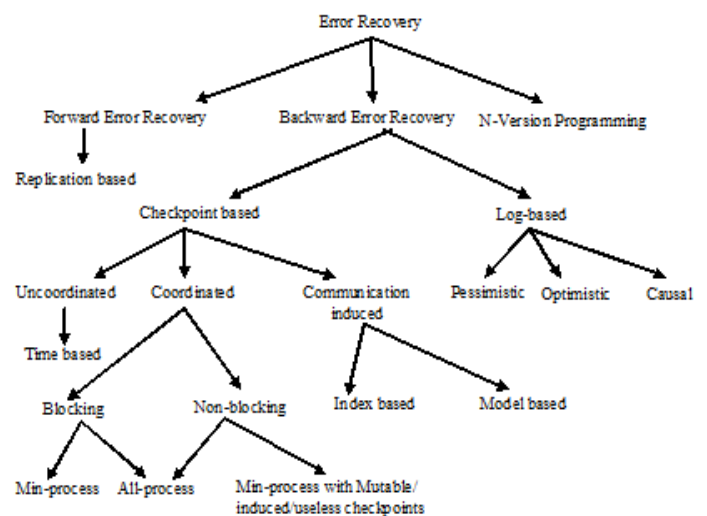 Error Recovery
Forward Error Recovery
Backward Error Recovery
N-Version Programming
Replication based
Checkpoint based
Log-based
Uncoordinated
Coordinated
Communication
induced
Pessimistic
Optimistic
Causal
Time based
Blocking
Non-blocking
Index based
Model based
Min-process
All-process
Min-process with Mutable/
induced/useless checkpoints